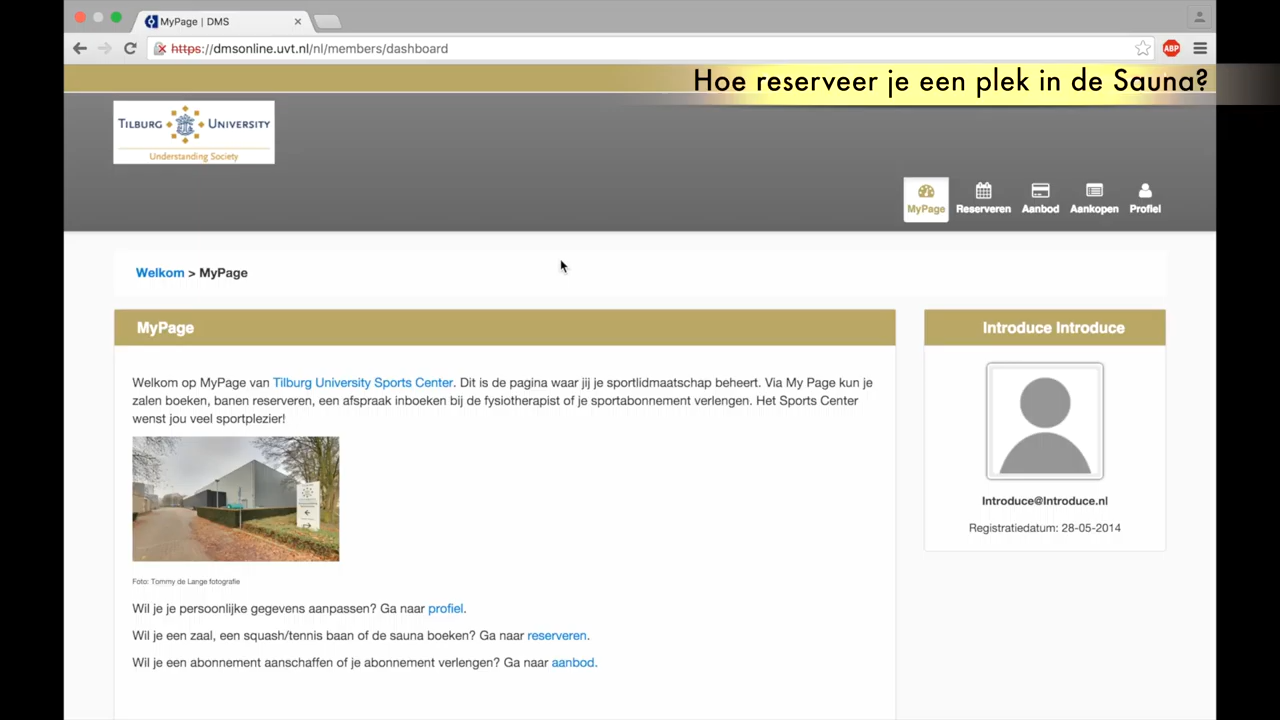 MyPage | DMS
https://dmsonline.uvt.nl/nl/members/dashboard
ABP
Hoe reserveer je een plek in de Sauna?
TILBURG UNIVERSITY
Understanding Society
MyPage Reserveren Aanbod Aankopen Profiel
Welkom > MyPage
MyPage
Introduce Introduce
Welkom op MyPage van Tilburg University Sports Center. Dit is de pagina waar jij je sportlidmaatschap beheert. Via My Page kun je
zalen boeken, banen reserveren, een afspraak inboeken bij de fysiotherapist of je sportabonnement verlengen. Het Sports Center
wenst jou veel sportplezier!
Introduce@Introduce.nl
Registratiedatum: 28-05-2014
Foto: Tommy de Lange fotografie
Wil je je persoonlijke gegevens aanpassen? Ga naar profiel.
Wil je een zaal, een squash/tennis baan of de sauna boeken? Ga naar reserveren.
Wil je een abonnement aanschaffen of je abonnement verlengen? Ga naar aanbod.